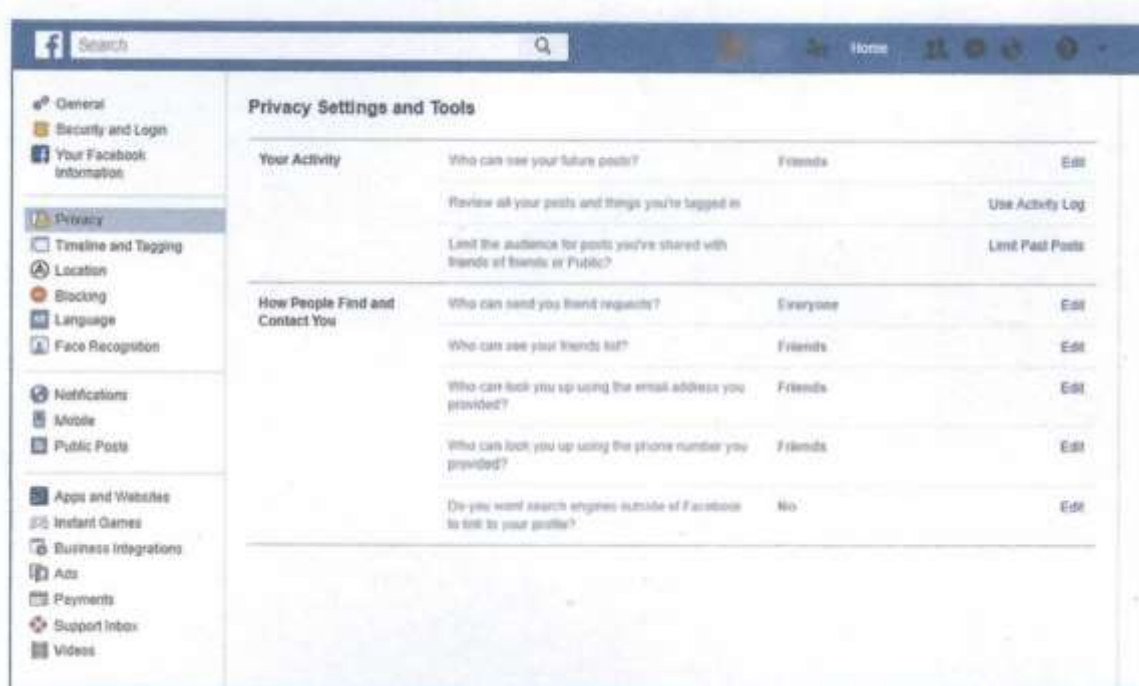 f
Search
Home
General
Security and Login
Your Facebook
Information
Privacy
Timeline and Tagging
Location
Blocking
Language
Face Recognition
Notifications
Mobile
Public Posts
Apps and Websites
Instant Games
Business Integrations
Ads
Payments
Support Inbox
Videos
Privacy Settings and Tools
Your Activity
Who can see your future posts?
Friends
Edit
Review all your posts and things you're tagged in
Use Activity Log
Limit the audience for posts you've shared with
friends of friends or Public?
Limit Past Posts
How People Find and
Contact You
Who can send you friend requests?
Everyone
Edit
Who can see your friends list?
Friends
Edit
Who can look you up using the email address you
provided?
Friends
Edit
Who can look you up using the phone number you
provided?
Friends
Edit
Do you want search engines outside of Facebook
to link to your profile?
No
Edit